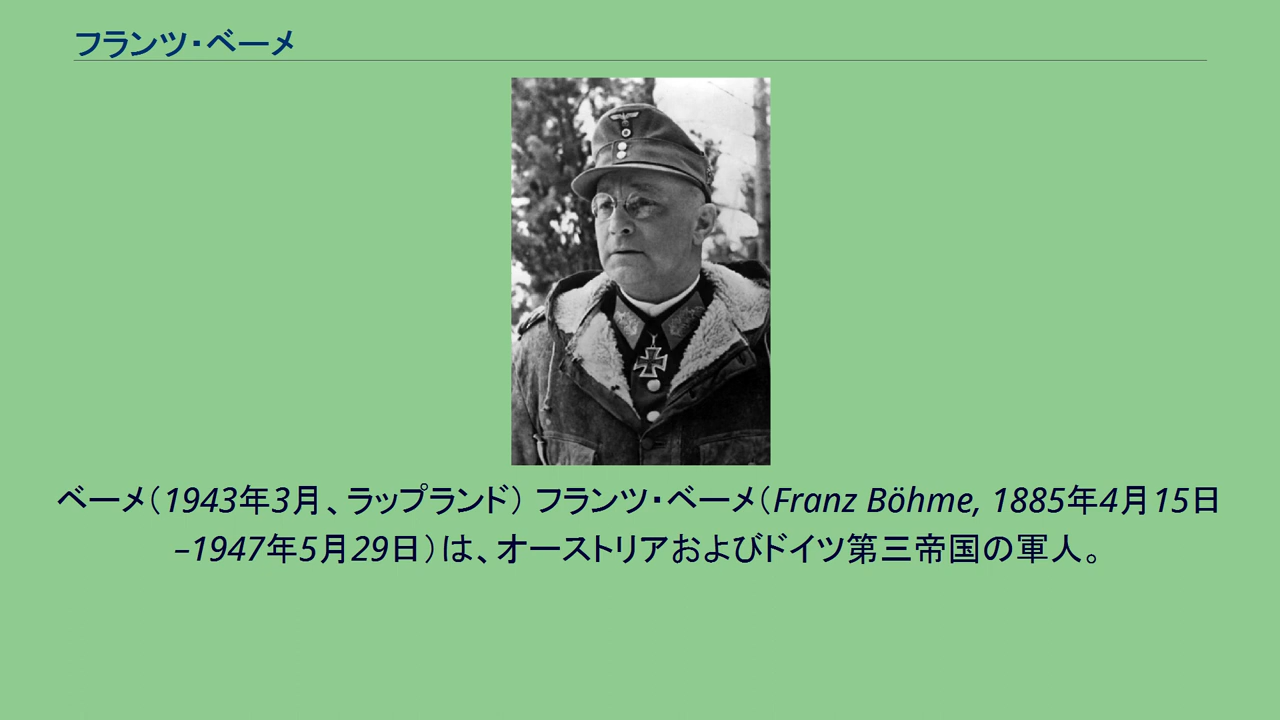 フランツ・ベーメ
ベーメ（1943年3月、ラップランド） フランツ・ベーメ（Franz Böhme, 1885年4月15日
–1947年5月29日）は、オーストリアおよびドイツ第三帝国の軍人。